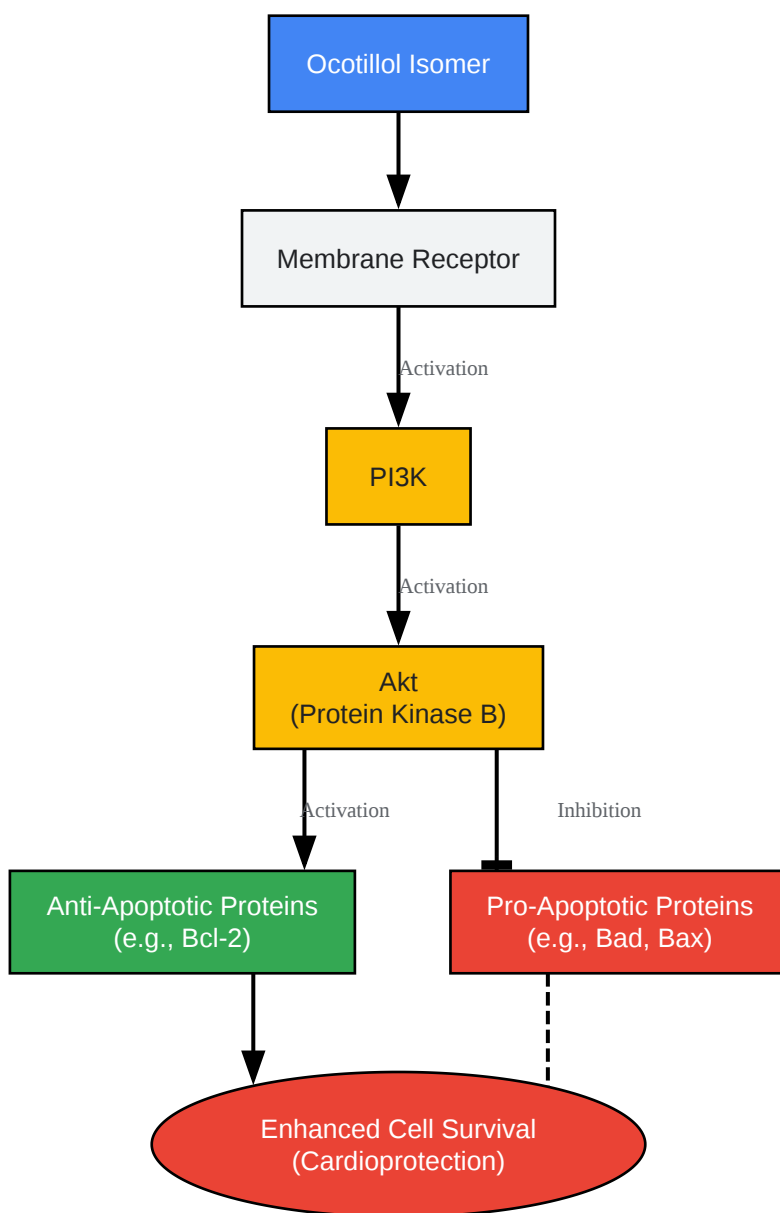 Ocotillol Isomer
Membrane Receptor
Activation
PI3K
Activation
Akt
(Protein Kinase B)
Activation
Inhibition
Anti-Apoptotic Proteins
(e.g., Bcl-2)
Pro-Apoptotic Proteins
(e.g., Bad, Bax)
Enhanced Cell Survival
(Cardioprotection)